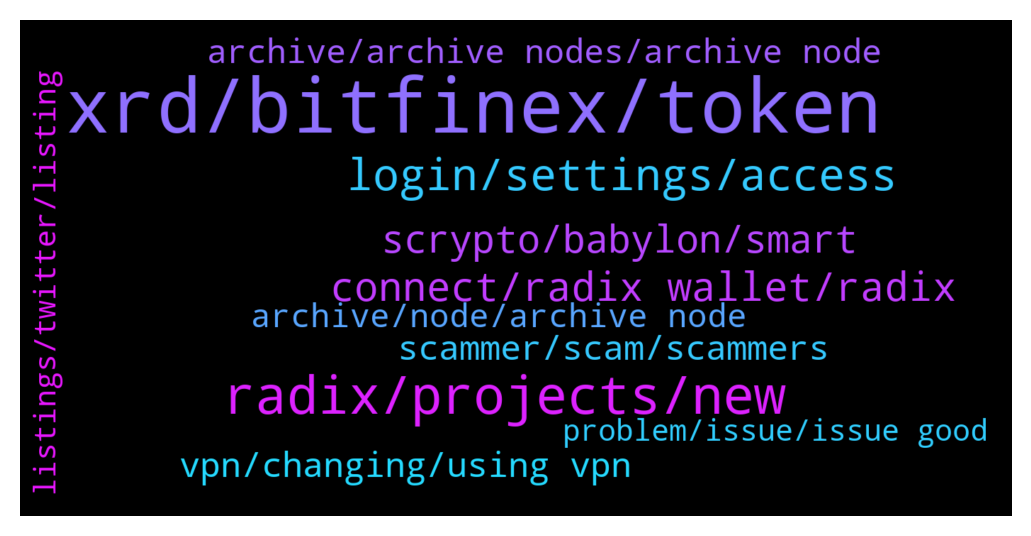 archive/archive nodes/archive node
xrd/bitfinex/token
login/settings/access
scrypto/babylon/smart
connect/radix wallet/radix
archive/node/archive node
scammer/scam/scammers
radix/projects/new
problem/issue/issue good
vpn/changing/using vpn
listings/twitter/listing